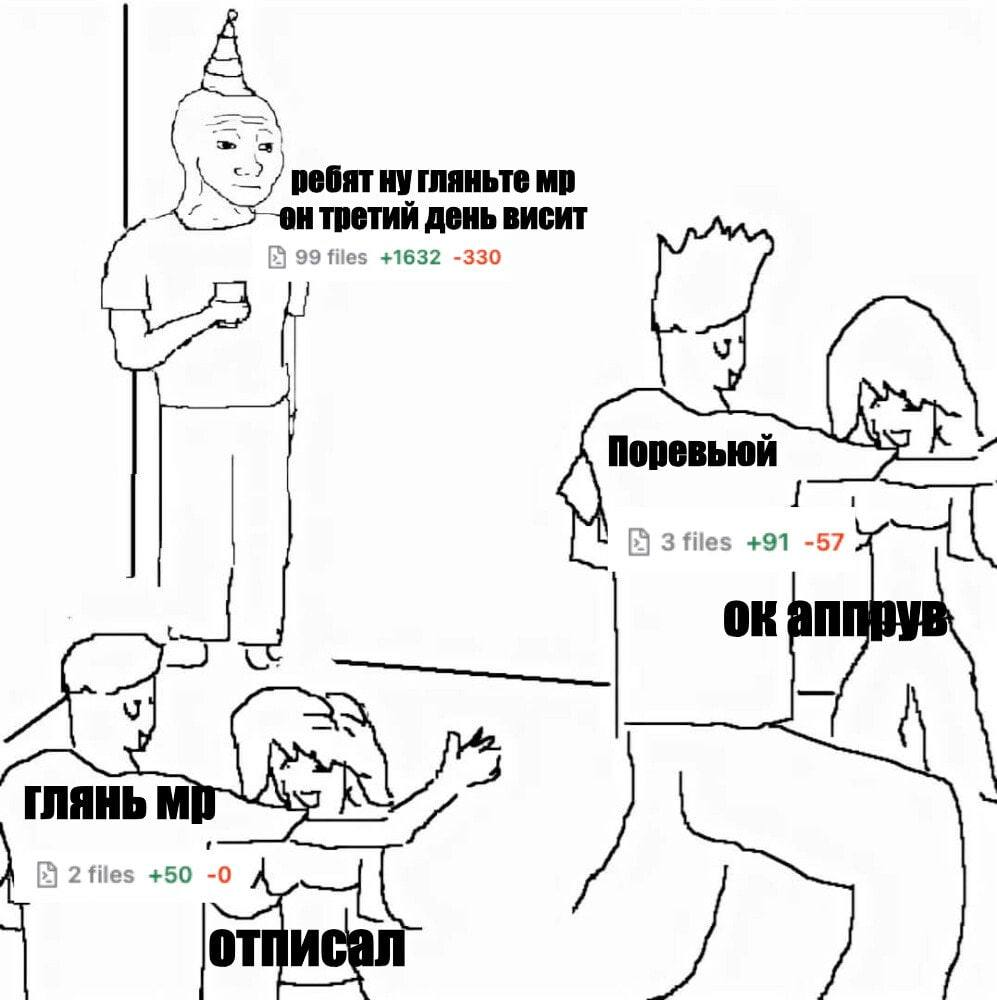 ребят ну гляньте мр
он третий день висит
99 files +1632 -330
Поревьюй
3 files +91 -57
ок аппрув
глянь мр
2 files +50 -0
отписал